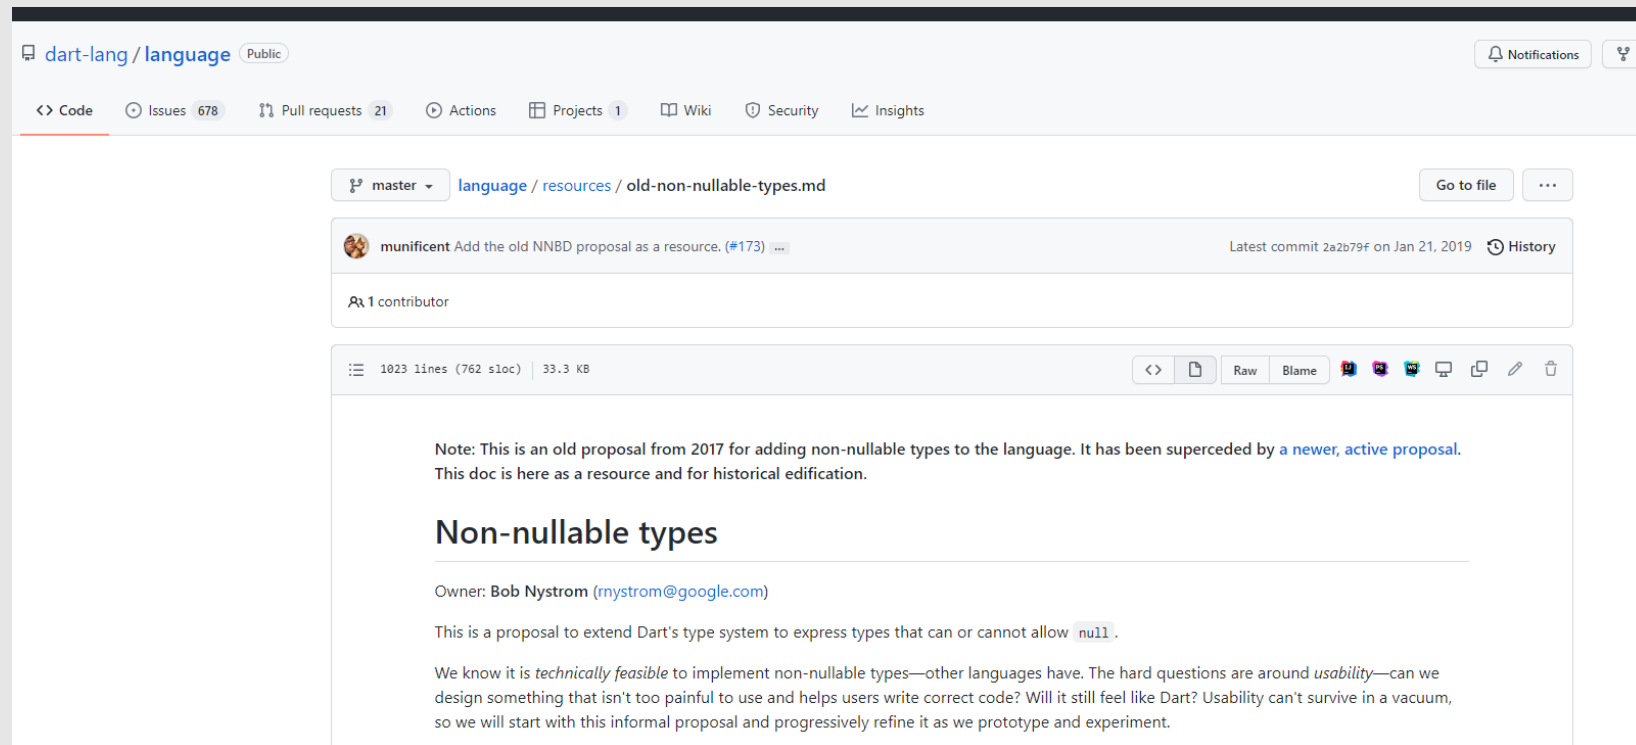 dart-lang / language Public
Notifications
Code Issues 678 Pull requests 21 Actions Projects 1 Wiki Security Insights
master language / resources / old-non-nullable-types.md Go to file ...
munificent Add the old NNBD proposal as a resource. (#173) ... Latest commit 2a2b79f on Jan 21, 2019 History
1 contributor
1023 lines (762 sloc) 33.3 KB Raw Blame IJ PS WS
Note: This is an old proposal from 2017 for adding non-nullable types to the language. It has been superceded by a newer, active proposal.
This doc is here as a resource and for historical edification.
Non-nullable types
Owner: Bob Nystrom (rnystrom@google.com)
This is a proposal to extend Dart's type system to express types that can or cannot allow null.
We know it is technically feasible to implement non-nullable types—other languages have. The hard questions are around usability—can we
design something that isn't too painful to use and helps users write correct code? Will it still feel like Dart? Usability can't survive in a vacuum,
so we will start with this informal proposal and progressively refine it as we prototype and experiment.